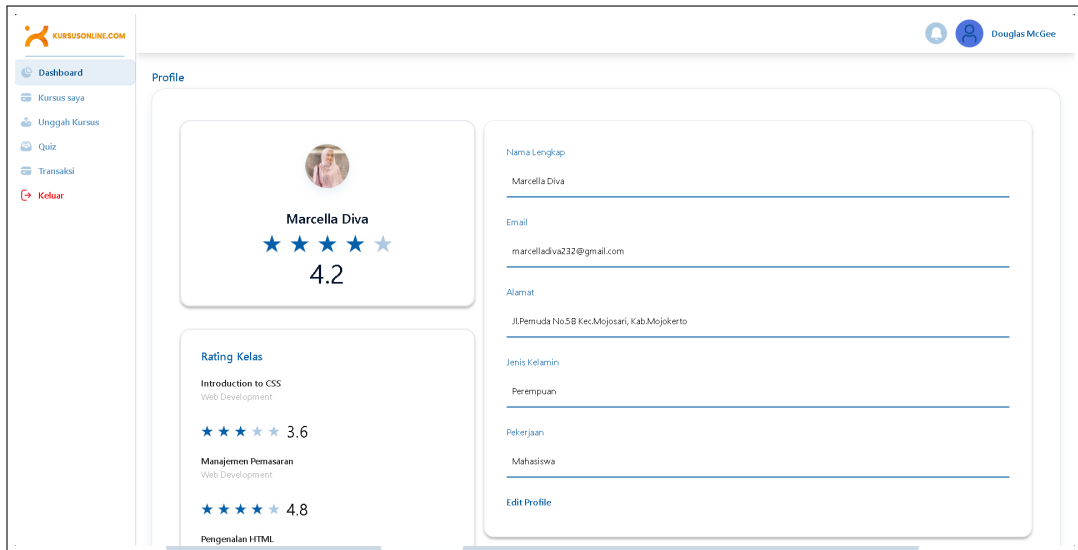 KURSUSONLINE.COM
Douglas McGee
Dashboard
Kursus saya
Unggah Kursus
Quiz
Transaksi
Keluar
Profile
Marcella Diva
4.2
Rating Kelas
Introduction to CSS
Web Development
3.6
Manajemen Pemasaran
Web Development
4.8
Pengenalan HTML
Nama Lengkap
Marcella Diva
Email
marcelladiva232@gmail.com
Alamat
Jl.Pemuda No.5B Kec.Mojosari, Kab.Mojokerto
Jenis Kelamin
Perempuan
Pekerjaan
Mahasiswa
Edit Profile